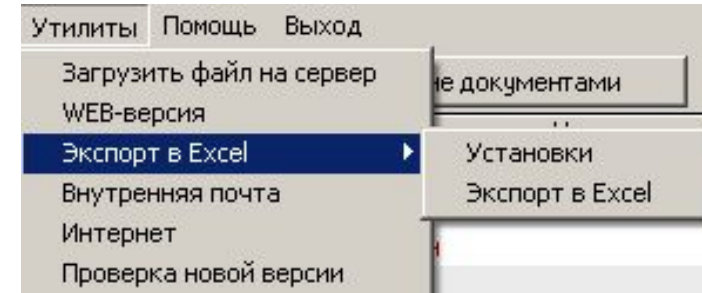 Утилиты Помощь Выход
Загрузить файл на сервер
документами
WEB-версия
Экспорт в Excel
Установки
Внутренняя почта
Экспорт в Excel
Интернет
Проверка новой версии